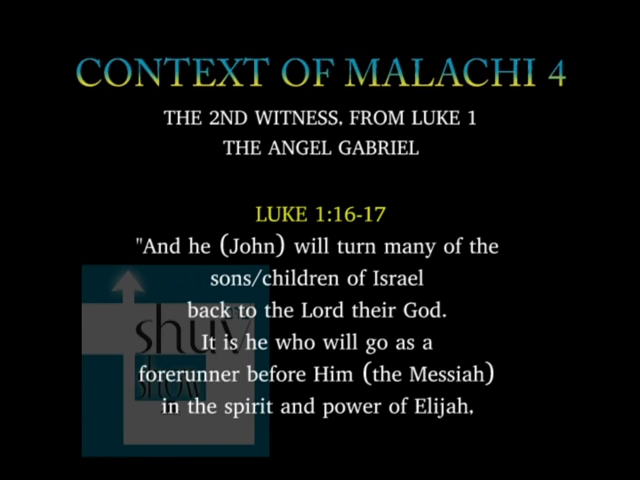 CONTEXT OF MALACHI 4
THE 2ND WITNESS, FROM LUKE 1
THE ANGEL GABRIEL
LUKE 1:16-17
"And he (John) will turn many of the
sons/children of Israel
back to the Lord their God.
It is he who will go as a
forerunner before Him (the Messiah)
in the spirit and power of Elijah,
shuv
show